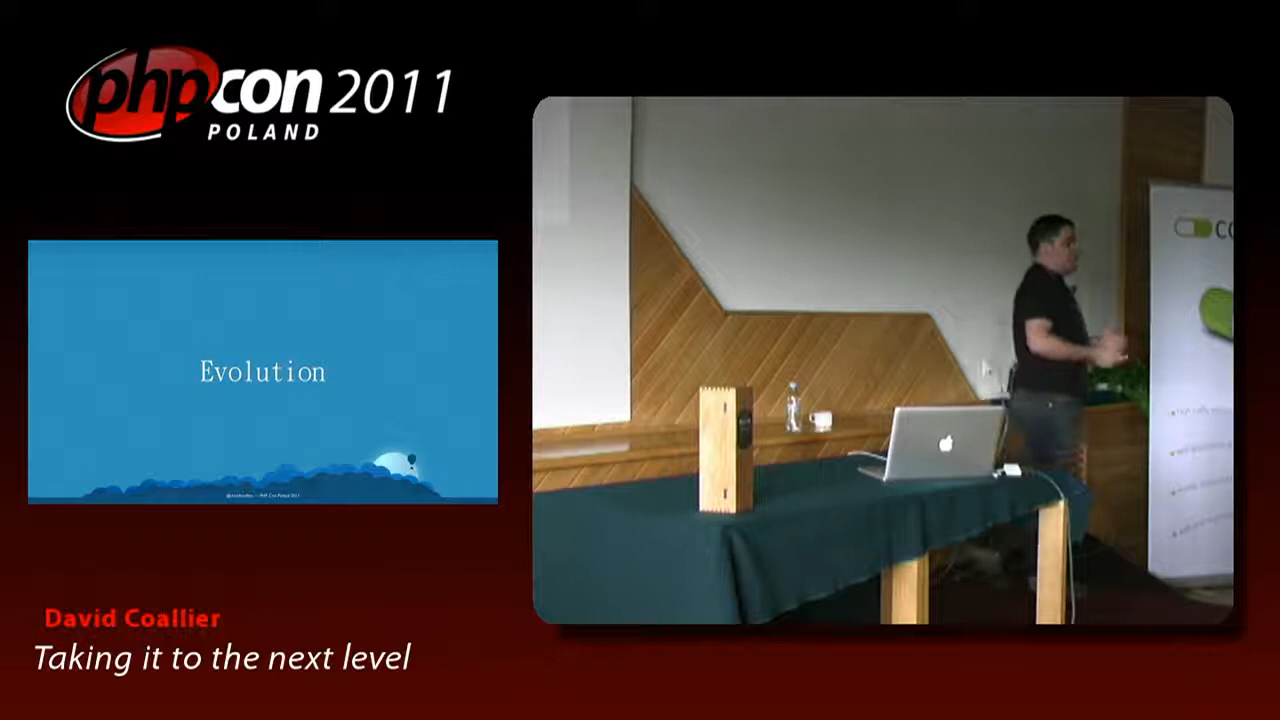 phpcon 2011
POLAND
Evolution
David Coallier
Taking it to the next level